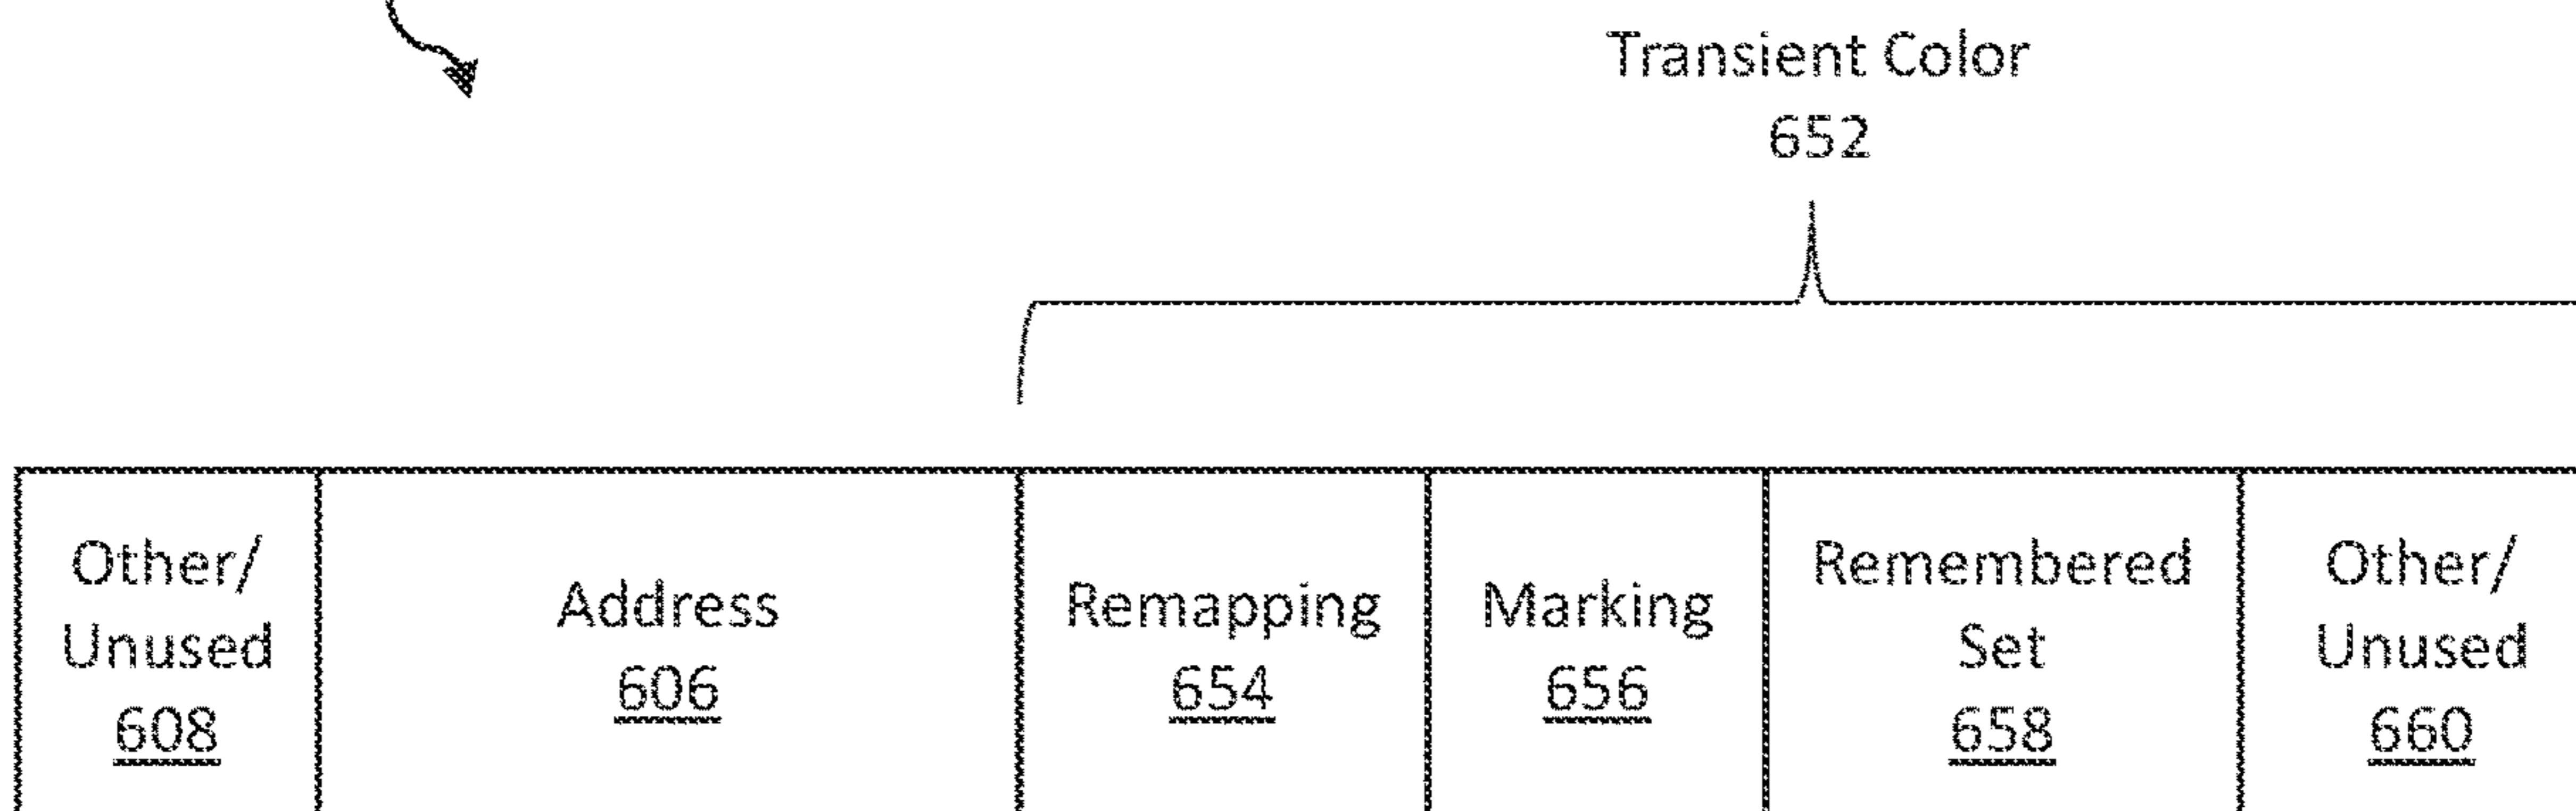 Transient Color
652
Other/
Unused
608
Address
606
Remapping
654
Marking
656
Remembered
Set
658
Other/
Unused
660